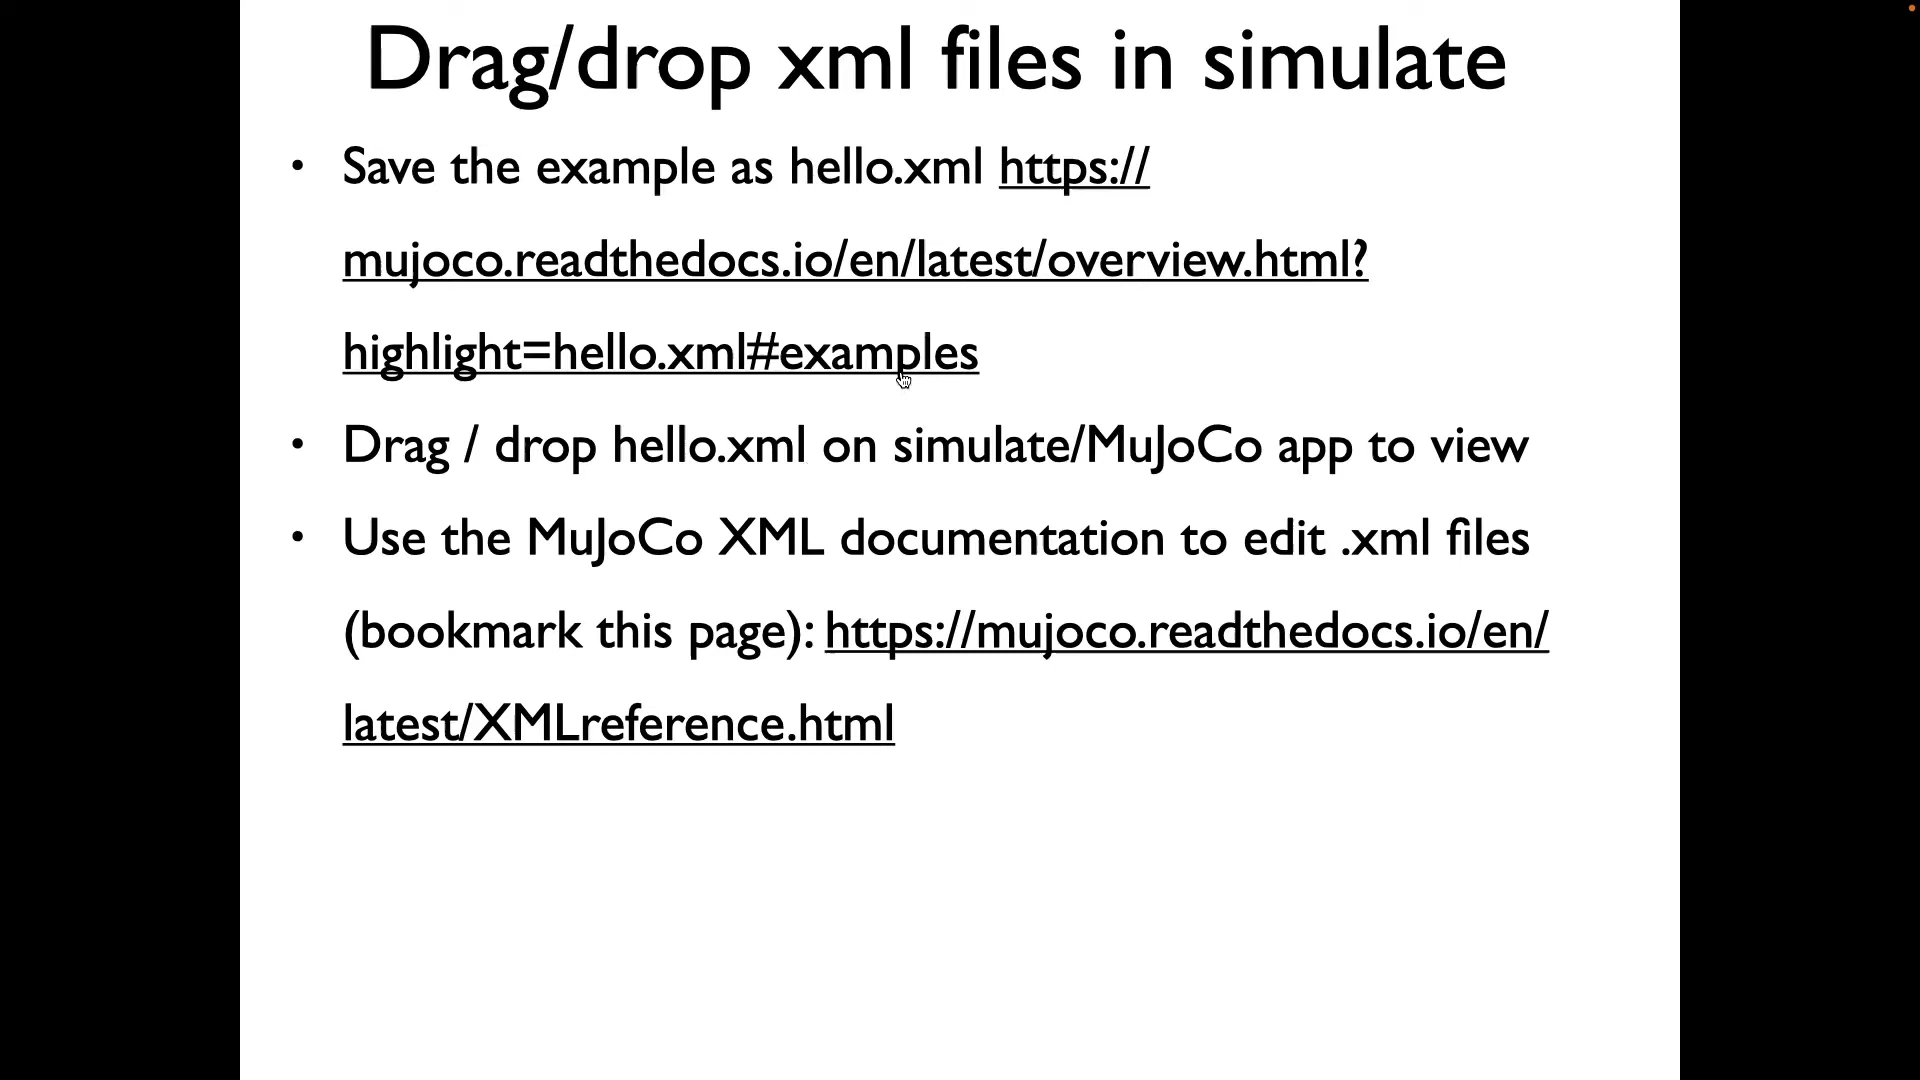 Drag/drop xml files in simulate
• Save the example as hello.xml https://
mujoco.readthedocs.io/en/latest/overview.html?
highlight=hello.xml#examples
• Drag / drop hello.xml on simulate/MuJoCo app to view
• Use the MuJoCo XML documentation to edit .xml files
(bookmark this page): https://mujoco.readthedocs.io/en/
latest/XMLreference.html